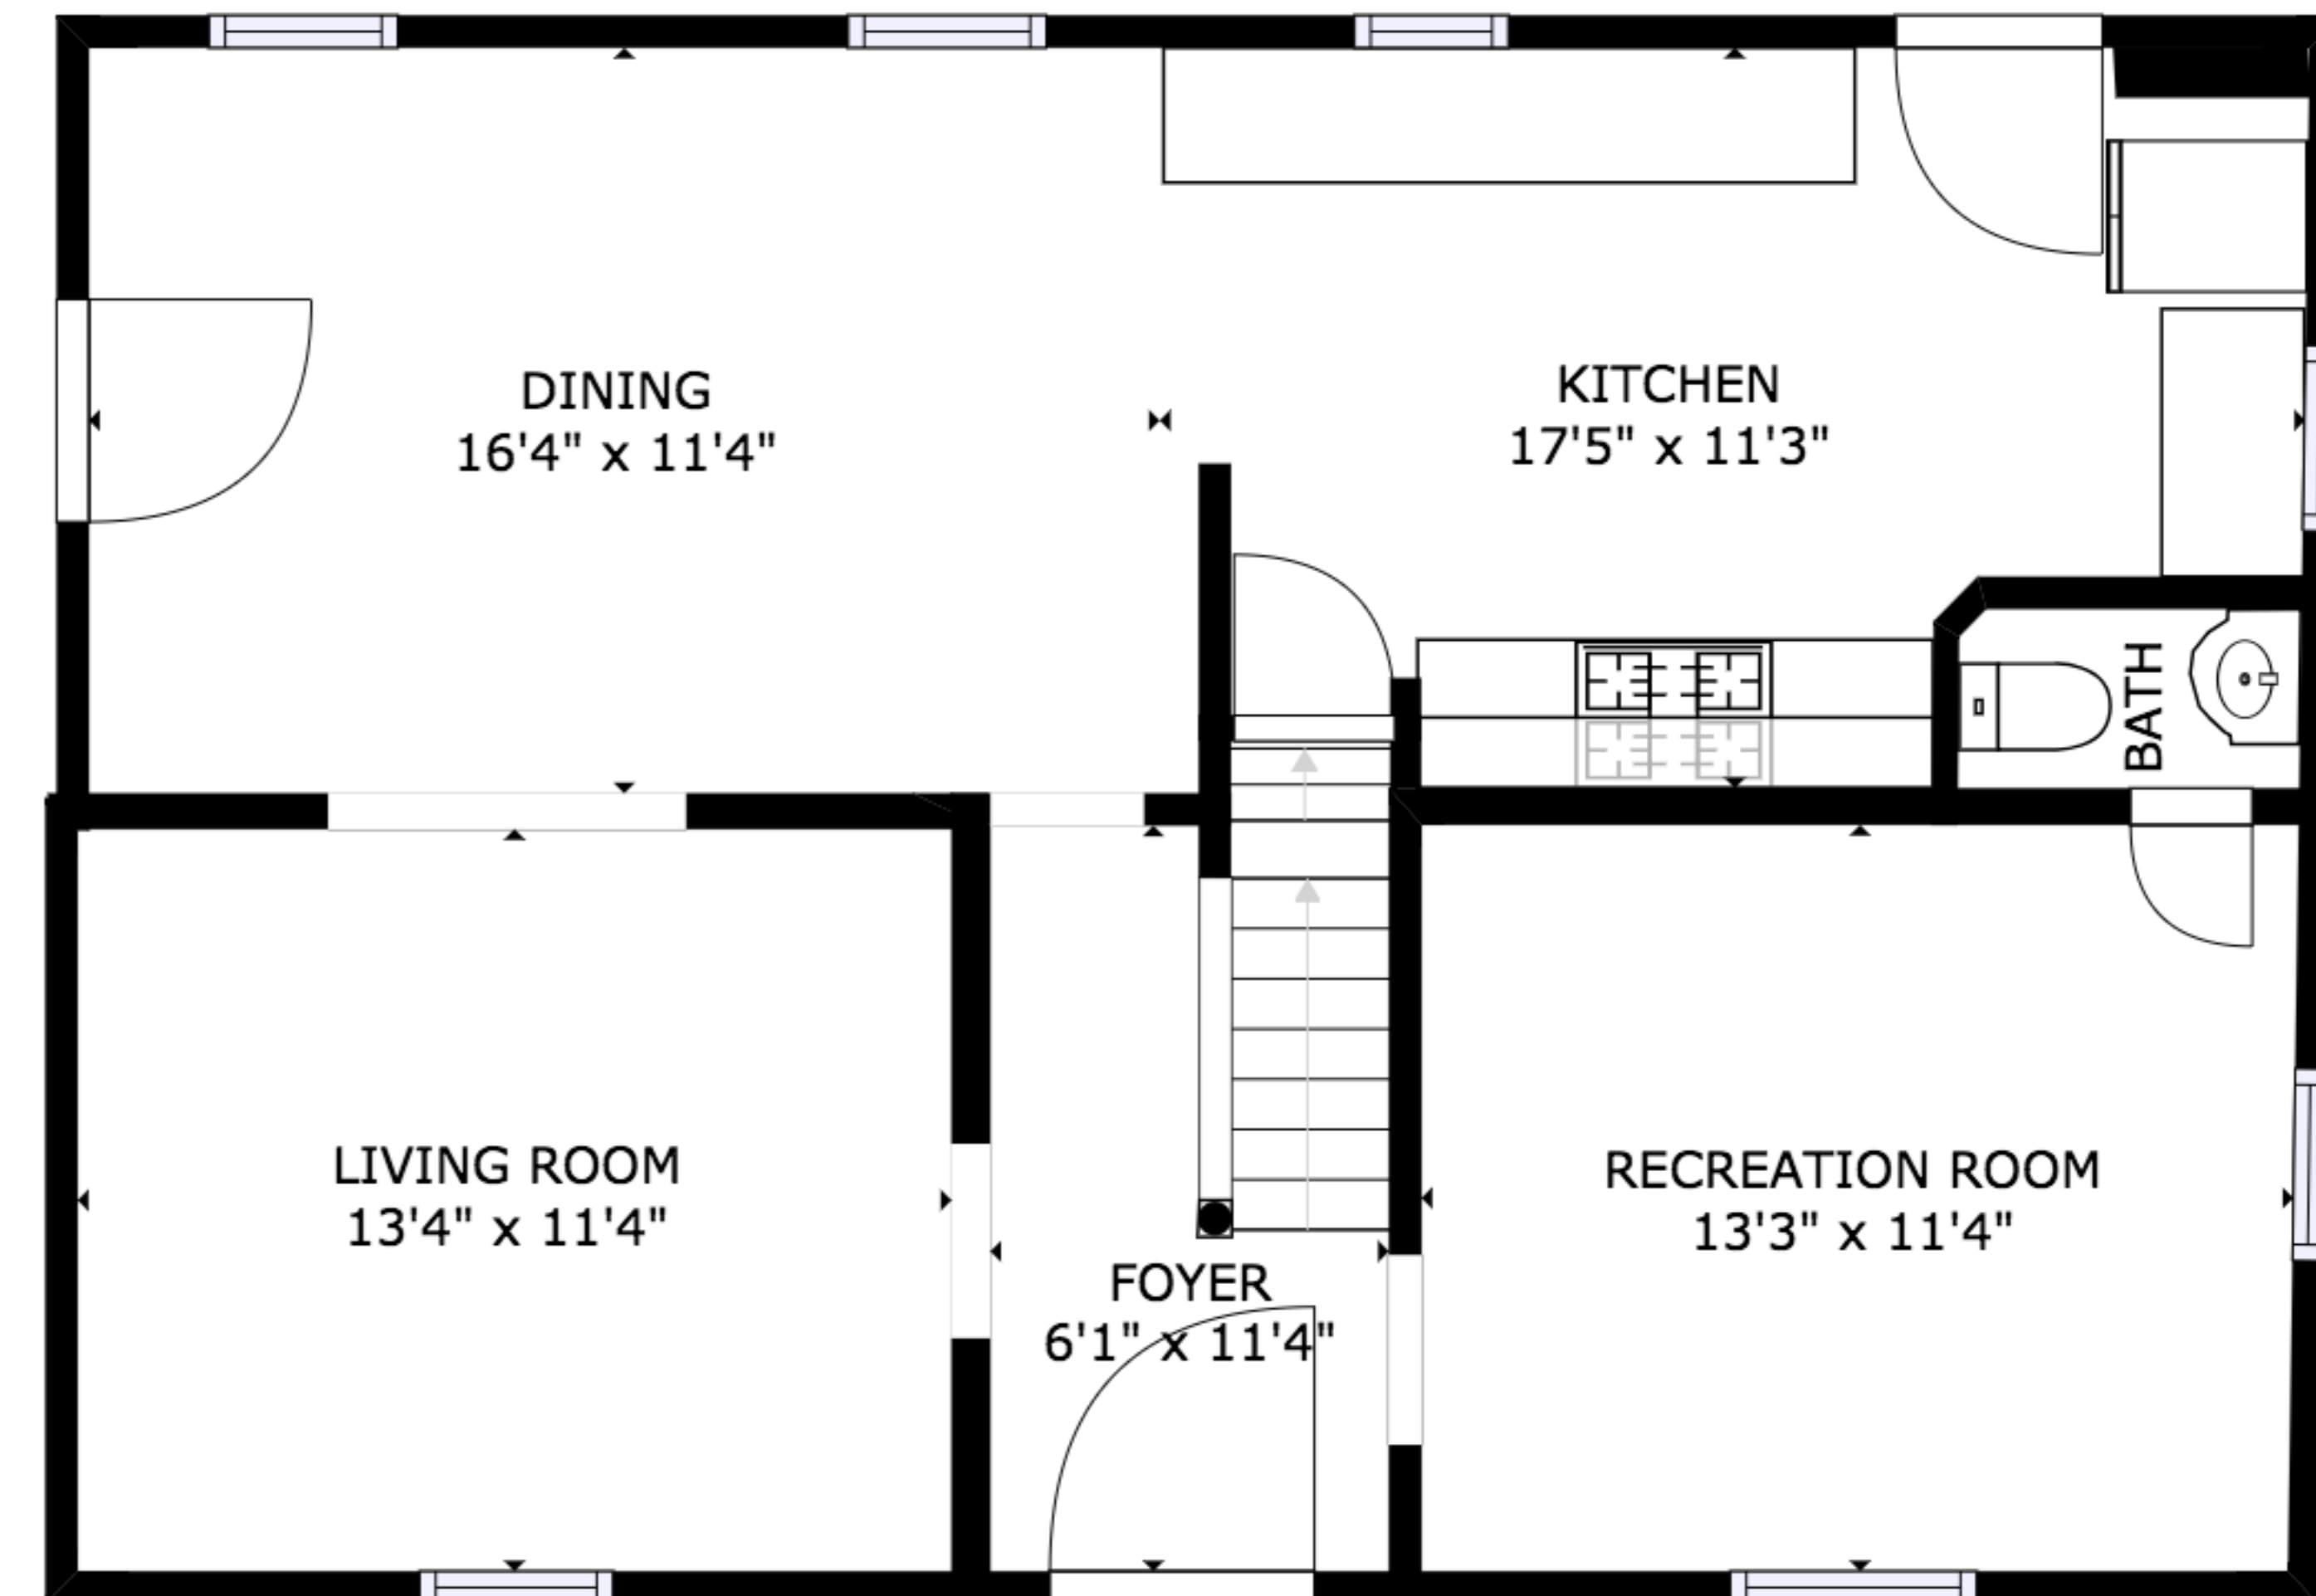 DINING
16'4" x 11'4"
KITCHEN
17'5" x 11'3"
BATH
LIVING ROOM
13'4" x 11'4"
FOYER
6'1" x 11'4"
RECREATION ROOM
13'3" x 11'4"